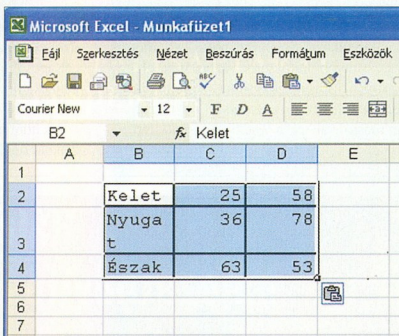 Microsoft Excel - Munkafüzet1
Fájl Szerkesztés Nézet Beszúrás Formátum Eszközök
Courier New 12 F D A
B2 fx Kelet
A B C D E
1
2 Kelet 25 58
Nyuga 36 78
3 t
4 Észak 63 53
5
6
7